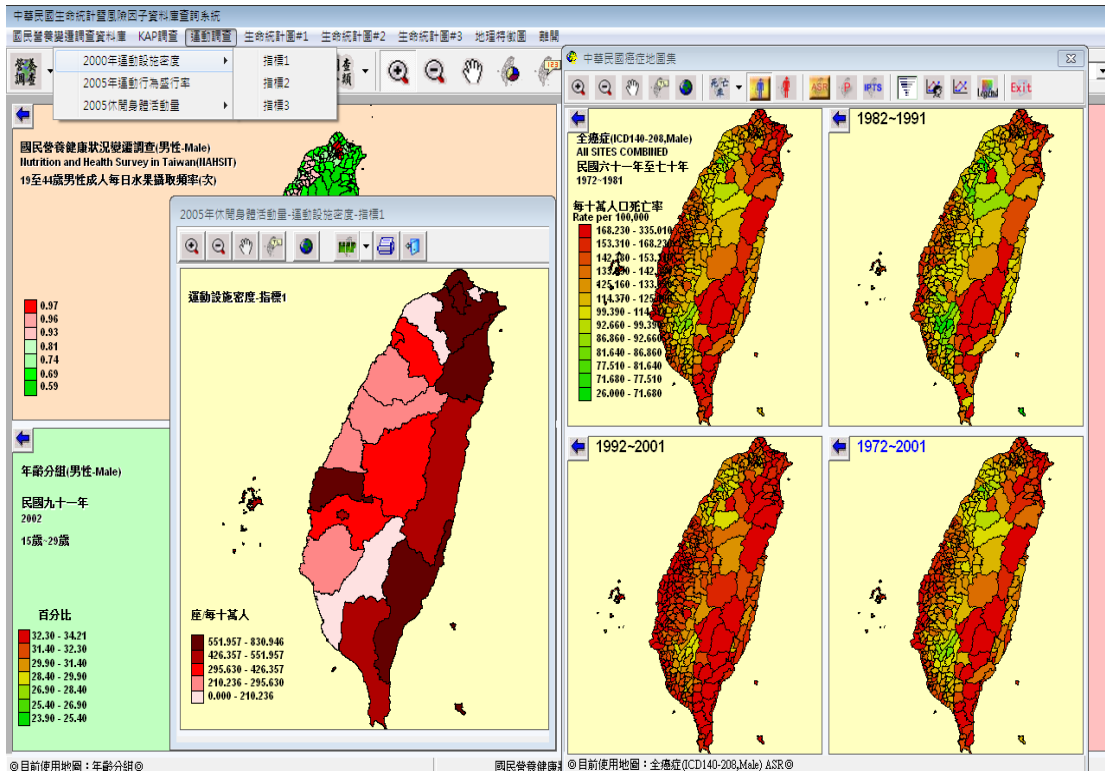 中華民國生命統計暨風險因子資料庫查詢系統
國民營養變遷調查資料庫 KAP調查 運動調查 生命統計圖#1 生命統計圖#2 生命統計圖#3 地理特徵圖 離開
營養
調查
2000年運動設施密度
2005年運動行為盛行率
2005休閒身體活動量
指標1
指標2
指標3
國民營養健康狀況變遷調查(男性-Male)
Nutrition and Health Survey in Taiwan(NAHSIT)
19至44歲男性成人每日水果攝取頻率(次)
0.97
0.96
0.93
0.81
0.74
0.69
0.59
年齡分組(男性-Male)
民國九十一年
2002
15歲~29歲
百分比
32.30 - 34.21
31.40 - 32.30
29.90 - 31.40
28.40 - 29.90
26.90 - 28.40
25.40 - 26.90
23.90 - 25.40
◎目前使用地圖：年齡分組◎
國民營養健康
2005年休閒身體活動量-運動設施密度-指標1
MAP
運動設施密度-指標1
座/每十萬人
551.957 - 830.946
426.357 - 551.957
295.630 - 426.357
210.236 - 295.630
0.000 - 210.236
中華民國癌症地圖集
死亡
ASR
P
IPTS
Legend
Exit
全癌症(ICD140-208,Male)
All SITES COMBINED
民國六十一年至七十年
1972~1981
每十萬人口死亡率
Rate per 100,000
168.230 - 335.010
153.310 - 168.230
99.390 - 114.
92.660 - 99.390
86.860 - 92.660
81.640 - 86.860
77.510 - 81.640
71.680 - 77.510
26.000 - 71.680
1982~1991
1992~2001
1972~2001
◎目前使用地圖：全癌症(ICD140-208,Male) ASR◎